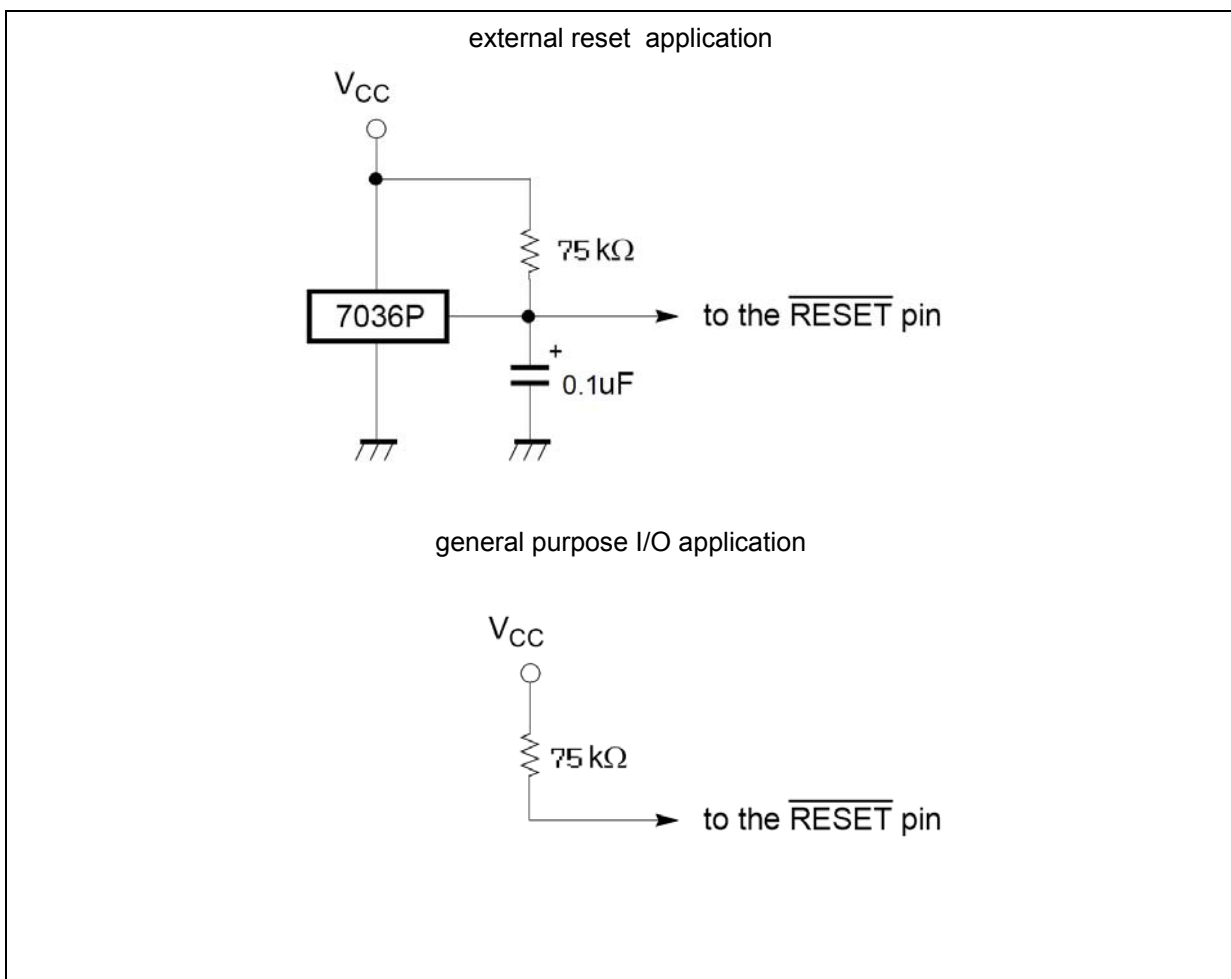 external reset application
VCC
75 kΩ
7036P
to the RESET pin
+
0.1uF
general purpose I/O application
VCC
75 kΩ
to the RESET pin